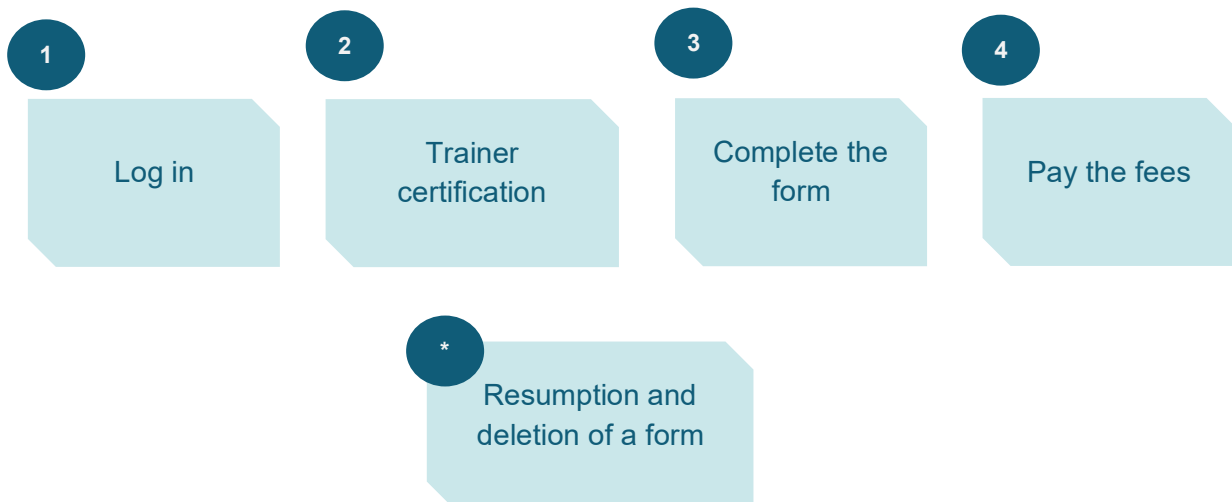 1
Log in
2
Trainer
certification
3
Complete the
form
4
Pay the fees
*
Resumption and
deletion of a form